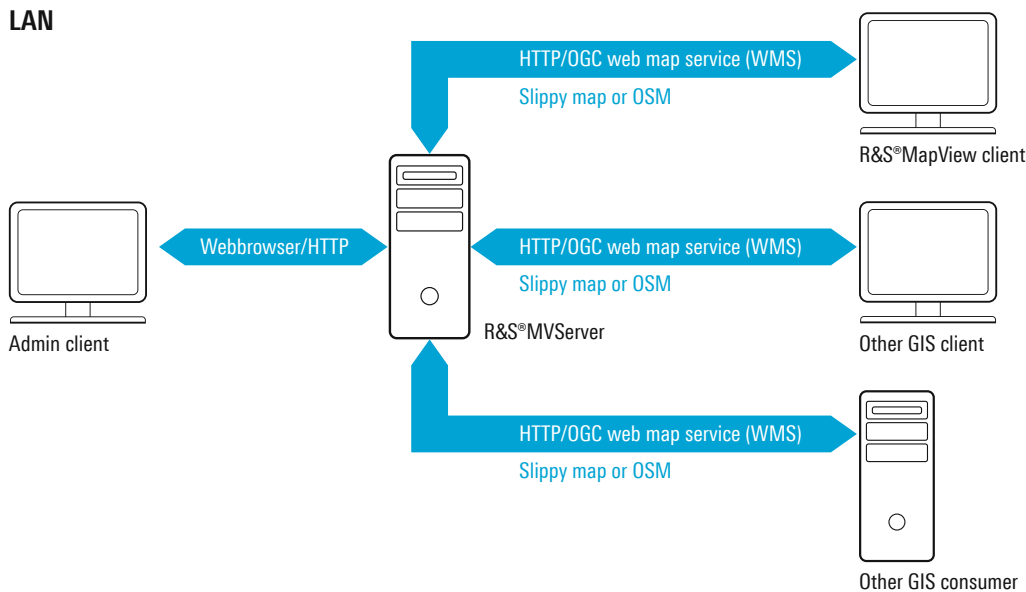 LAN
HTTP/OGC web map service (WMS)
Slippy map or OSM
R&S®MapView client
Webbrowser/HTTP
HTTP/OGC web map service (WMS)
Slippy map or OSM
Admin client
R&S®MVServer
Other GIS client
HTTP/OGC web map service (WMS)
Slippy map or OSM
Other GIS consumer